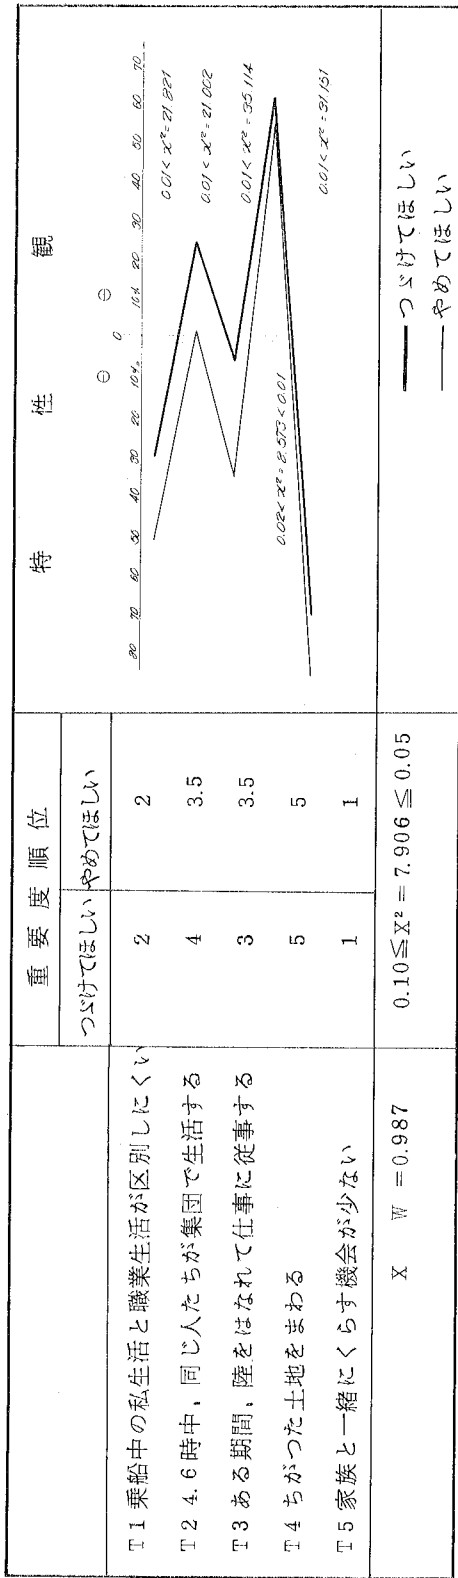 重要度順位
特性観
つづけてほしい やめてほしい
80 70 60 50 40 30 20 10% 0 10% 20 30 40 50 60 70
⊖ ⊖
T1 乗船中の私生活と職業生活が区別しにくい 2 2 0.01<x²=21.821
T2 4.6時中,同じ人たちが集団で生活する 4 3.5 0.01<x²=21.002
T3 ある期間,陸をはなれて仕事に従事する 3 3.5 0.01<x²=35.114
T4 ちがつた土地をまわる 5 5 0.02<x²=8.573<0.01
T5 家族と一緒にくらす機会が少ない 1 1 0.01<x²=31.151
X W =0.987 0.10≦X²=7.906≦0.05
つづけてほしい
やめてほしい